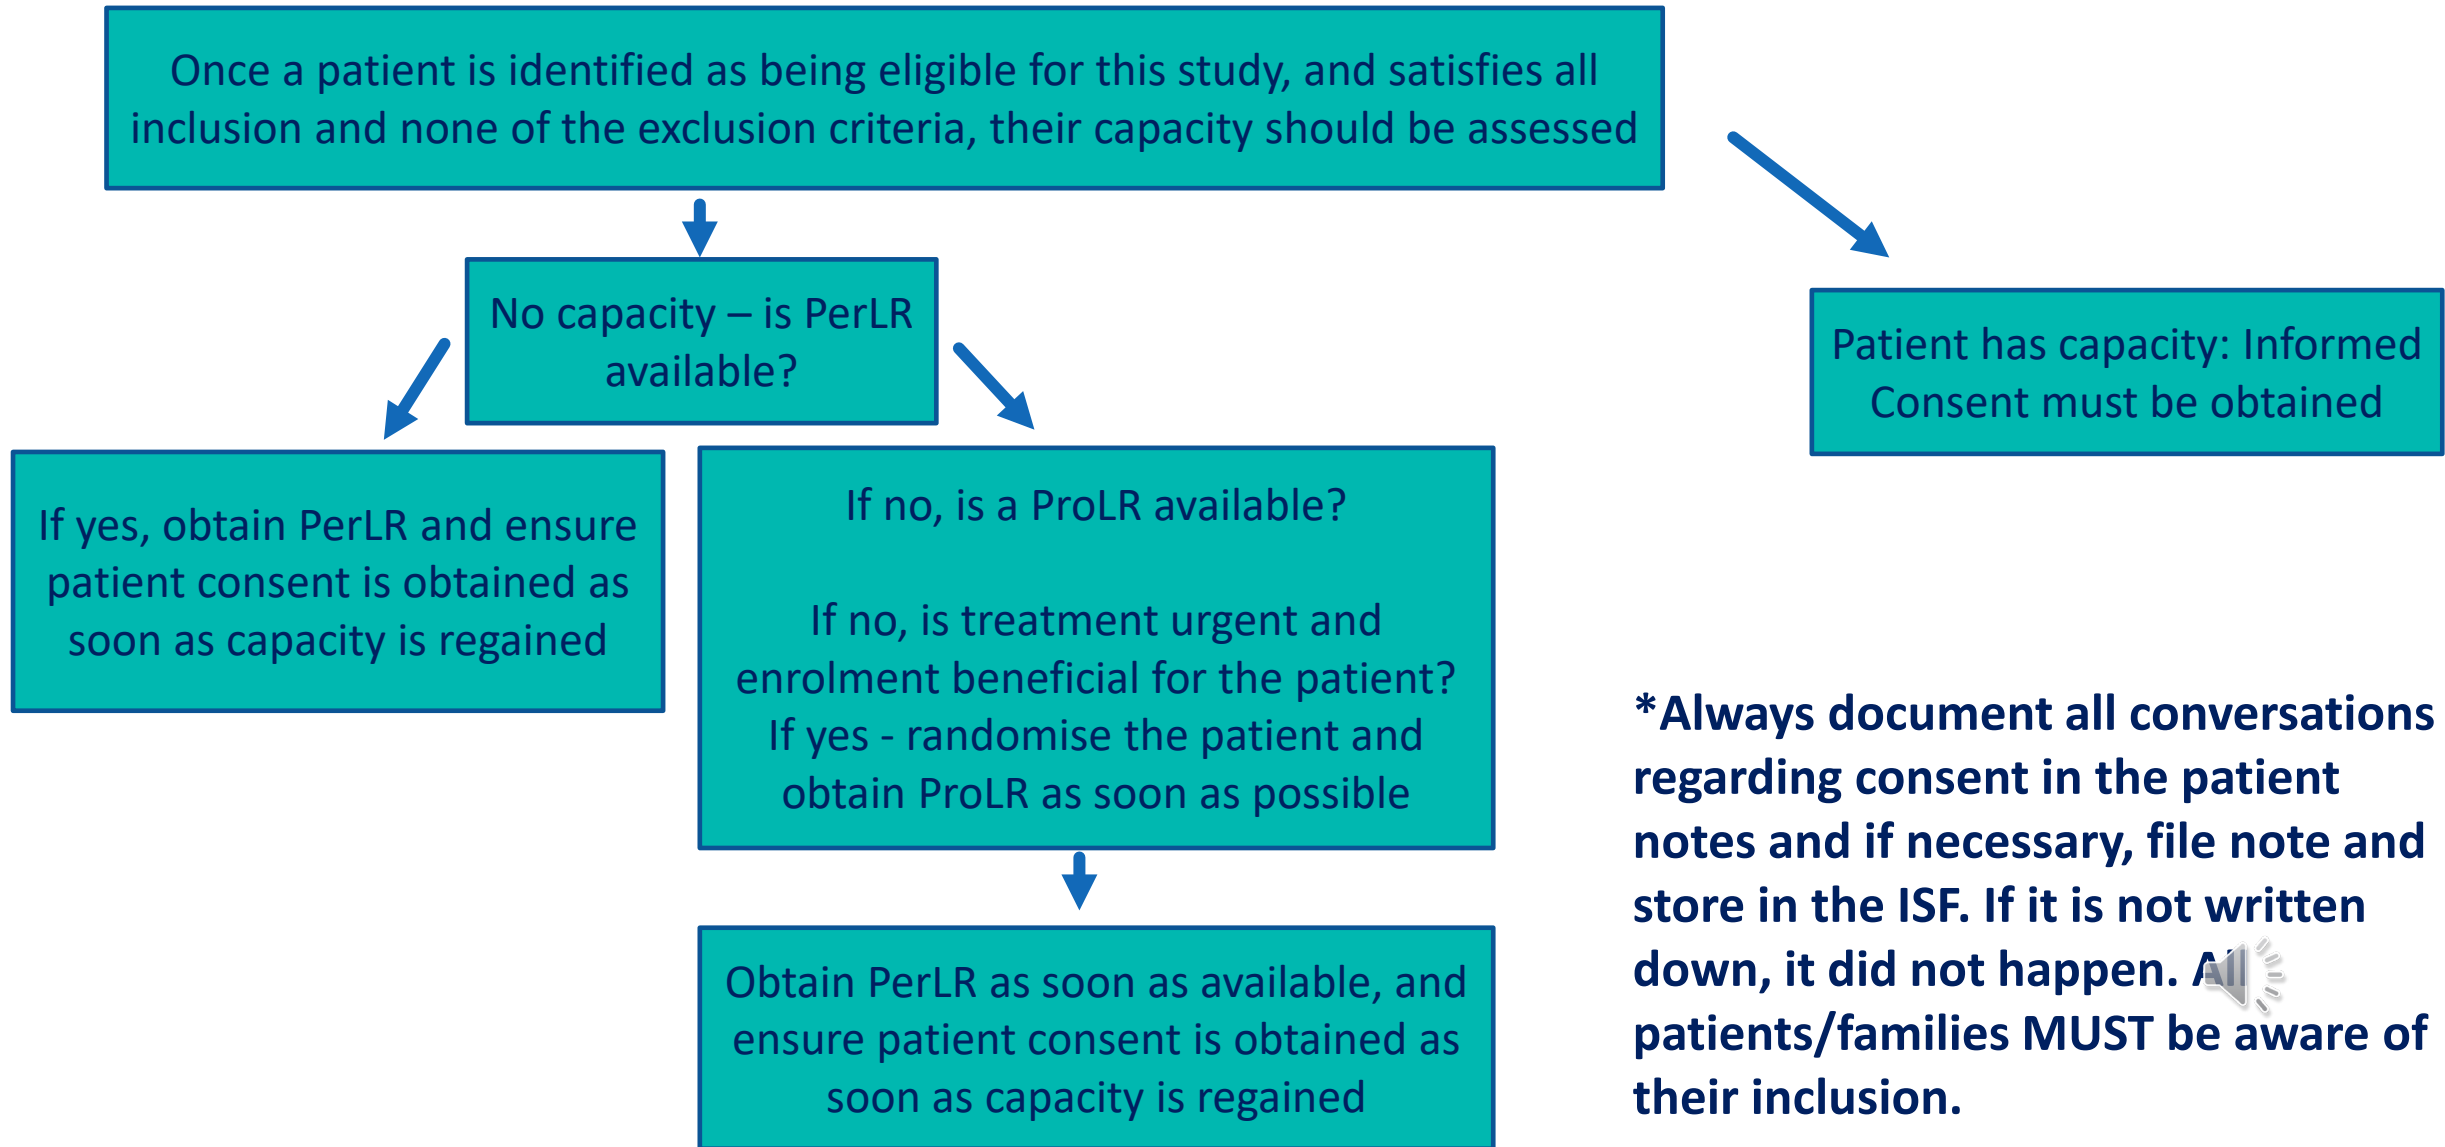 Once a patient is identified as being eligible for this study, and satisfies all
inclusion and none of the exclusion criteria, their capacity should be assessed
No capacity – is PerLR
available?
Patient has capacity: Informed
Consent must be obtained
If yes, obtain PerLR and ensure
patient consent is obtained as
soon as capacity is regained
If no, is a ProLR available?
If no, is treatment urgent and
enrolment beneficial for the patient?
If yes - randomise the patient and
obtain ProLR as soon as possible
Obtain PerLR as soon as available, and
ensure patient consent is obtained as
soon as capacity is regained
*Always document all conversations
regarding consent in the patient
notes and if necessary, file note and
store in the ISF. If it is not written
down, it did not happen. All
patients/families MUST be aware of
their inclusion.